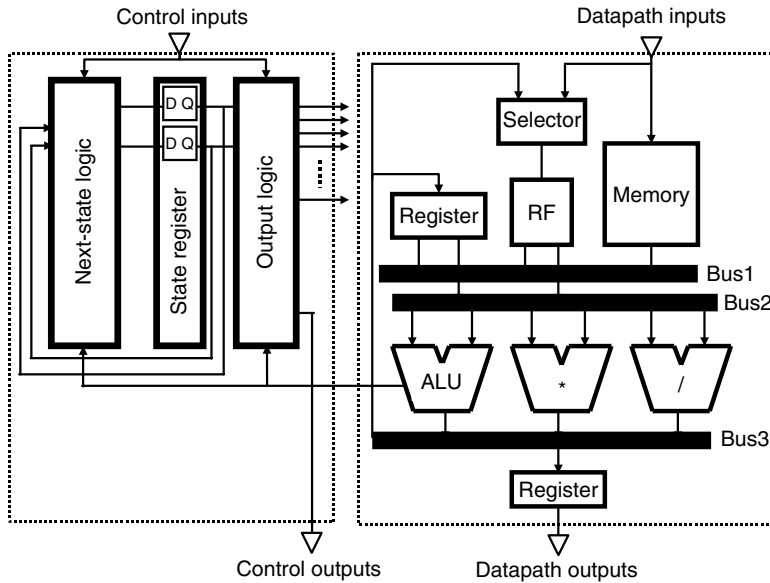 Control inputs
Datapath inputs
Next-state logic
D Q
D Q
State register
Output logic
Selector
Register
RF
Memory
Bus1
Bus2
ALU
*
/
Bus3
Register
Control outputs
Datapath outputs